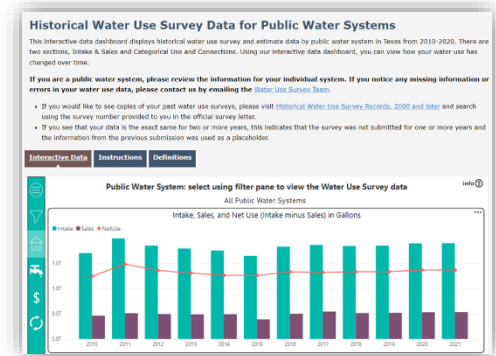 Historical Water Use Survey Data for Public Water Systems
This interactive data dashboard displays historical water use survey and estimate data by public water system in Texas from 2010-2020. There are
two sections, Intake & Sales and Categorical Use and Connections. Using our interactive data dashboard, you can view how your water use has
changed over time.
If you are a public water system, please review the information for your individual system. If you notice any missing information or
errors in your water use data, please contact us by emailing the Water Use Survey Team.
• If you would like to see copies of your past water use surveys, please visit Historical Water Use Survey Records, 2000 and later and search
using the survey number provided to you in the official survey letter.
• If you see that your data is the exact same for two or more years, this indicates that the survey was not submitted for one or more years and
the information from the previous submission was used as a placeholder.
Interactive Data Instructions Definitions
Public Water System: select using filter pane to view the Water Use Survey data
Info ?
All Public Water Systems
Intake, Sales, and Net Use (Intake minus Sales) in Gallons
Intake Sales NetUse
1.5T
1.0T
0.5T
0.0T
2010 2011 2012 2013 2014 2015 2016 2017 2018 2019 2020 2021
$